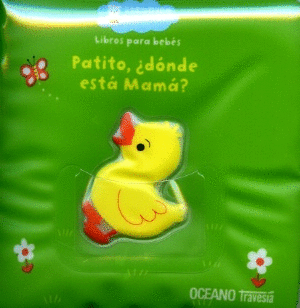 Libros para bebés
Patito, ¿dónde
está Mamá?
OCEANO Travesía